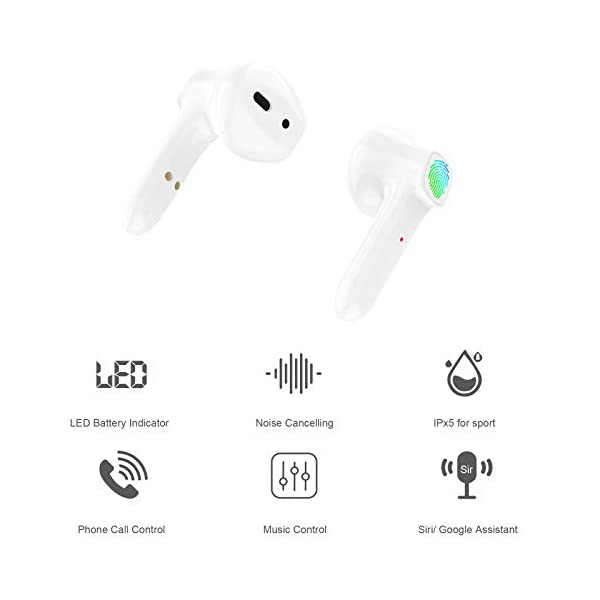 LED
LED Battery Indicator
Noise Cancelling
IPx5 for sport
Sir
Phone Call Control
Music Control
Siri/ Google Assistant